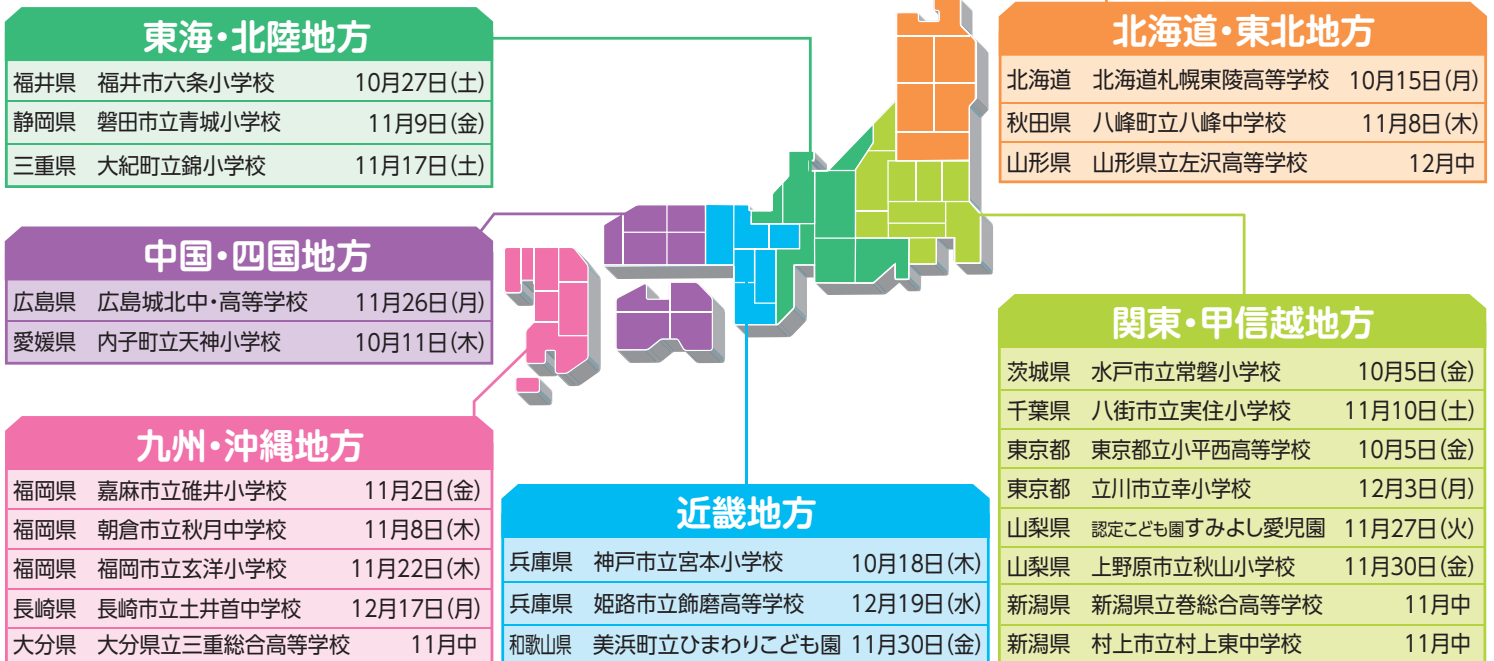 東海・北陸地方
福井県 福井市六条小学校 10月27日(土)
静岡県 磐田市立青城小学校 11月9日(金)
三重県 大紀町立錦小学校 11月17日(土)
北海道・東北地方
北海道 北海道札幌東陵高等学校 10月15日(月)
秋田県 八峰町立八峰中学校 11月8日(木)
山形県 山形県立左沢高等学校 12月中
中国・四国地方
広島県 広島城北中・高等学校 11月26日(月)
愛媛県 内子町立天神小学校 10月11日(木)
関東・甲信越地方
茨城県 水戸市立常磐小学校 10月5日(金)
千葉県 八街市立実住小学校 11月10日(土)
東京都 東京都立小平西高等学校 10月5日(金)
東京都 立川市立幸小学校 12月3日(月)
山梨県 認定こども園すみよし愛児園 11月27日(火)
山梨県 上野原市立秋山小学校 11月30日(金)
新潟県 新潟県立巻総合高等学校 11月中
新潟県 村上市立村上東中学校 11月中
九州・沖縄地方
福岡県 嘉麻市立碓井小学校 11月2日(金)
福岡県 朝倉市立秋月中学校 11月8日(木)
福岡県 福岡市立玄洋小学校 11月22日(木)
長崎県 長崎市立土井首中学校 12月17日(月)
大分県 大分県立三重総合高等学校 11月中
近畿地方
兵庫県 神戸市立宮本小学校 10月18日(木)
兵庫県 姫路市立飾磨高等学校 12月19日(水)
和歌山県 美浜町立ひまわりこども園 11月30日(金)